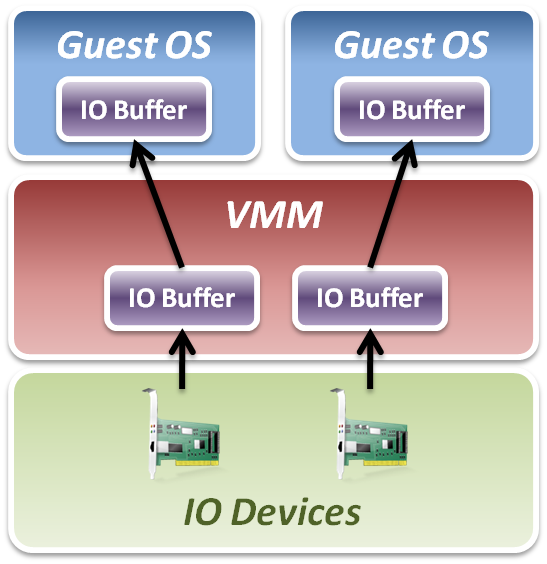 Guest OS
Guest OS
IO Buffer
IO Buffer
VMM
IO Buffer
IO Buffer
IO Devices